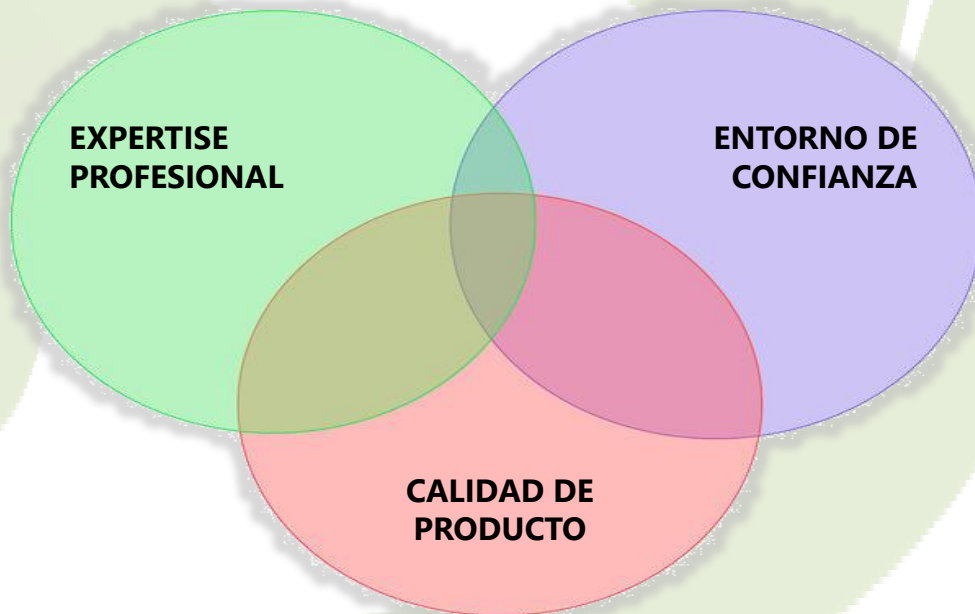 EXPERTISE
PROFESIONAL
ENTORNO DE
CONFIANZA
CALIDAD DE
PRODUCTO